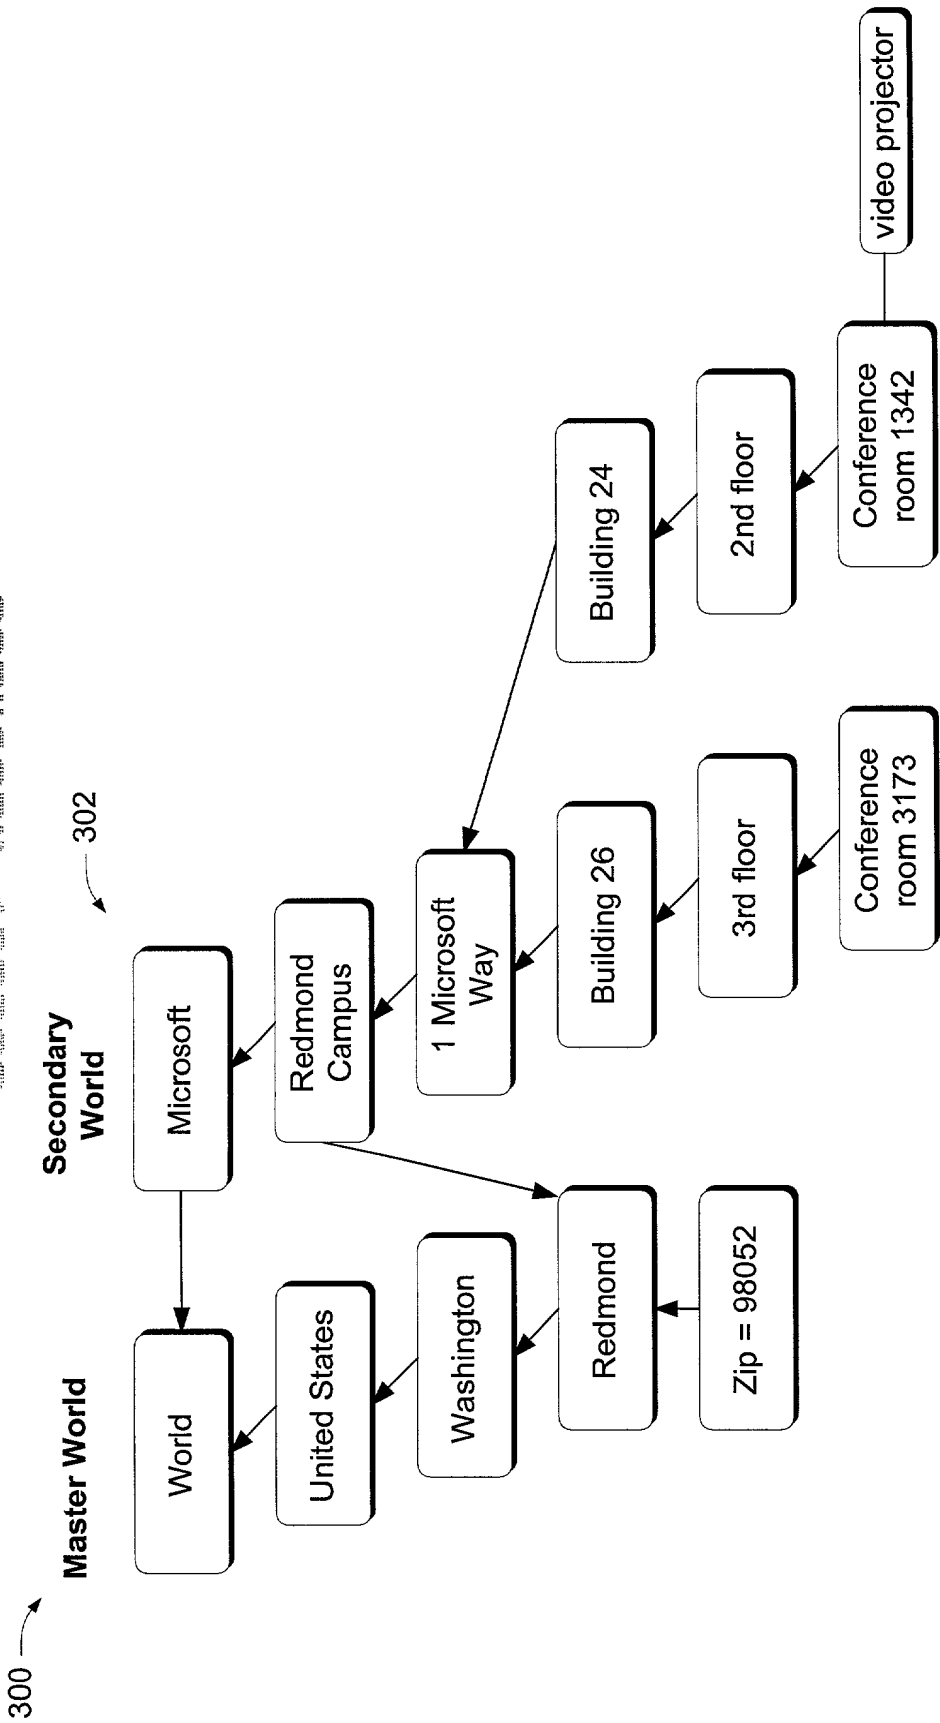 300
Master World
Secondary
World
302
World
Microsoft
United States
Redmond
Campus
Washington
1 Microsoft
Way
Redmond
Building 26
Building 24
Zip = 98052
3rd floor
2nd floor
Conference
room 3173
Conference
room 1342
video projector